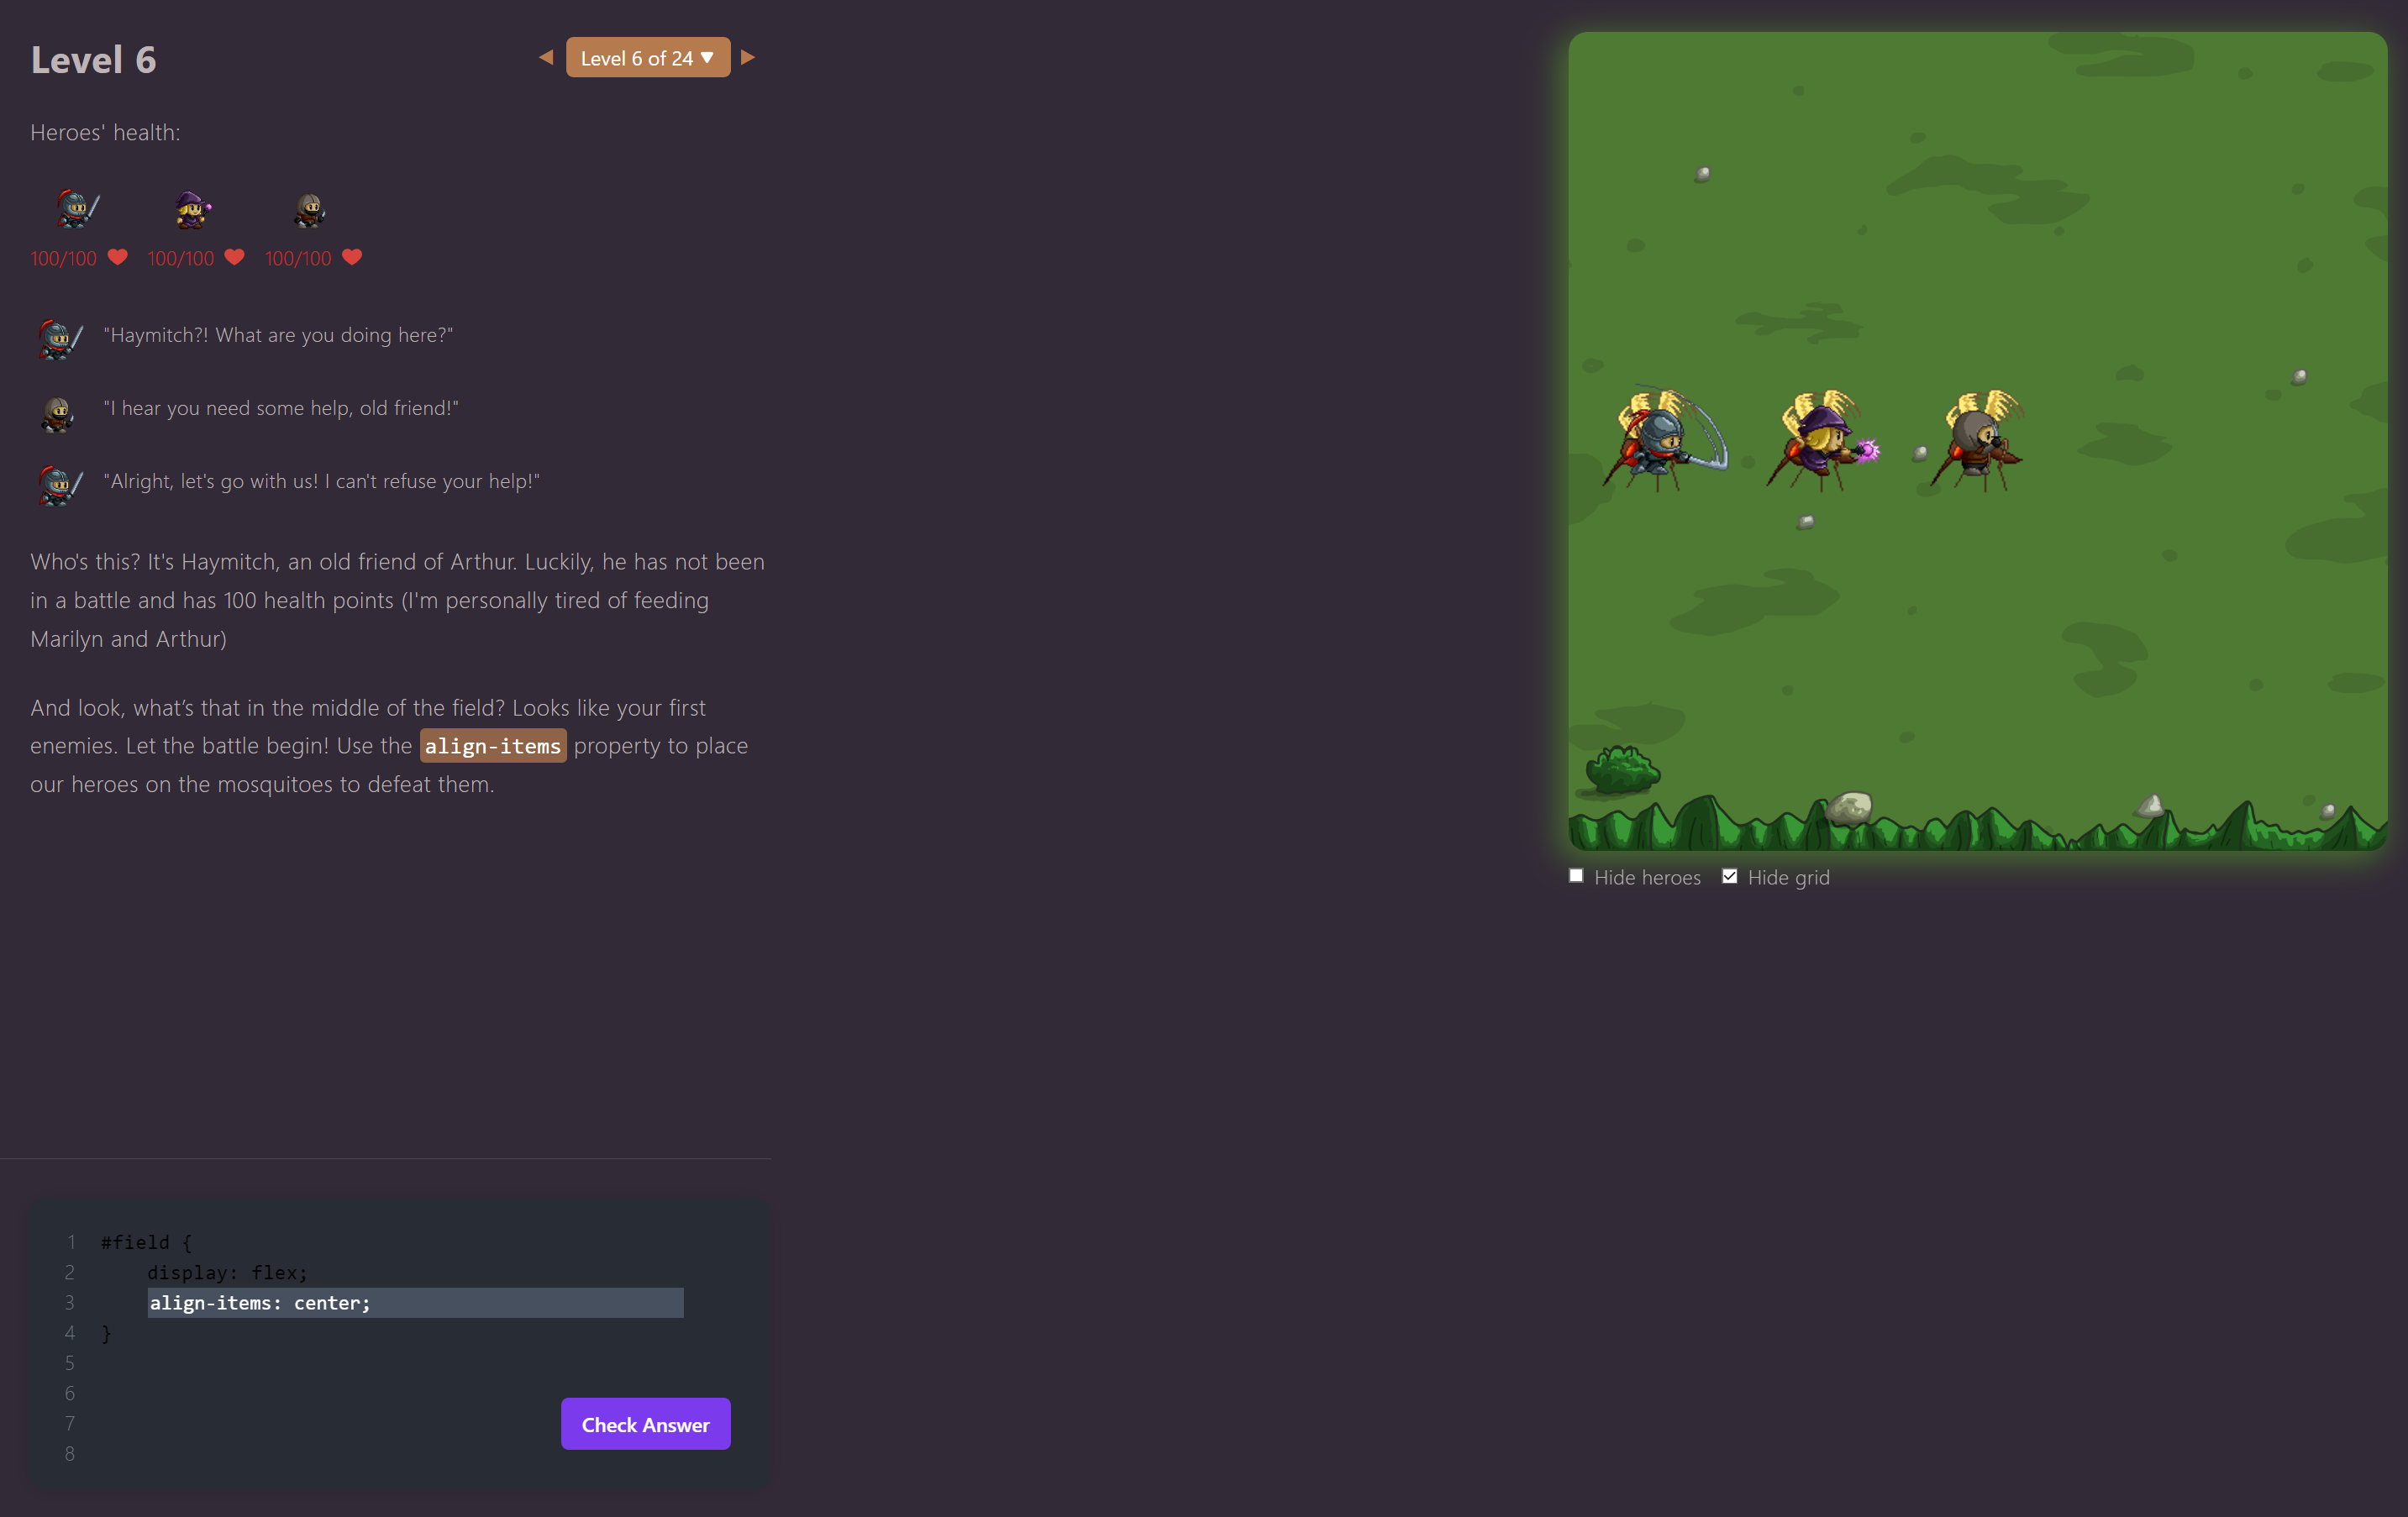 Level 6
Level 6 of 24
Heroes' health:
100/100 100/100 100/100
"Haymitch?! What are you doing here?"
"I hear you need some help, old friend!"
"Alright, let's go with us! I can't refuse your help!"
Who's this? It's Haymitch, an old friend of Arthur. Luckily, he has not been
in a battle and has 100 health points (I'm personally tired of feeding
Marilyn and Arthur)
And look, what’s that in the middle of the field? Looks like your first
enemies. Let the battle begin! Use the align-items property to place
our heroes on the mosquitoes to defeat them.
1 #field {
2 display: flex;
3 align-items: center;
4 }
5
6
7
8
Check Answer
Hide heroes Hide grid